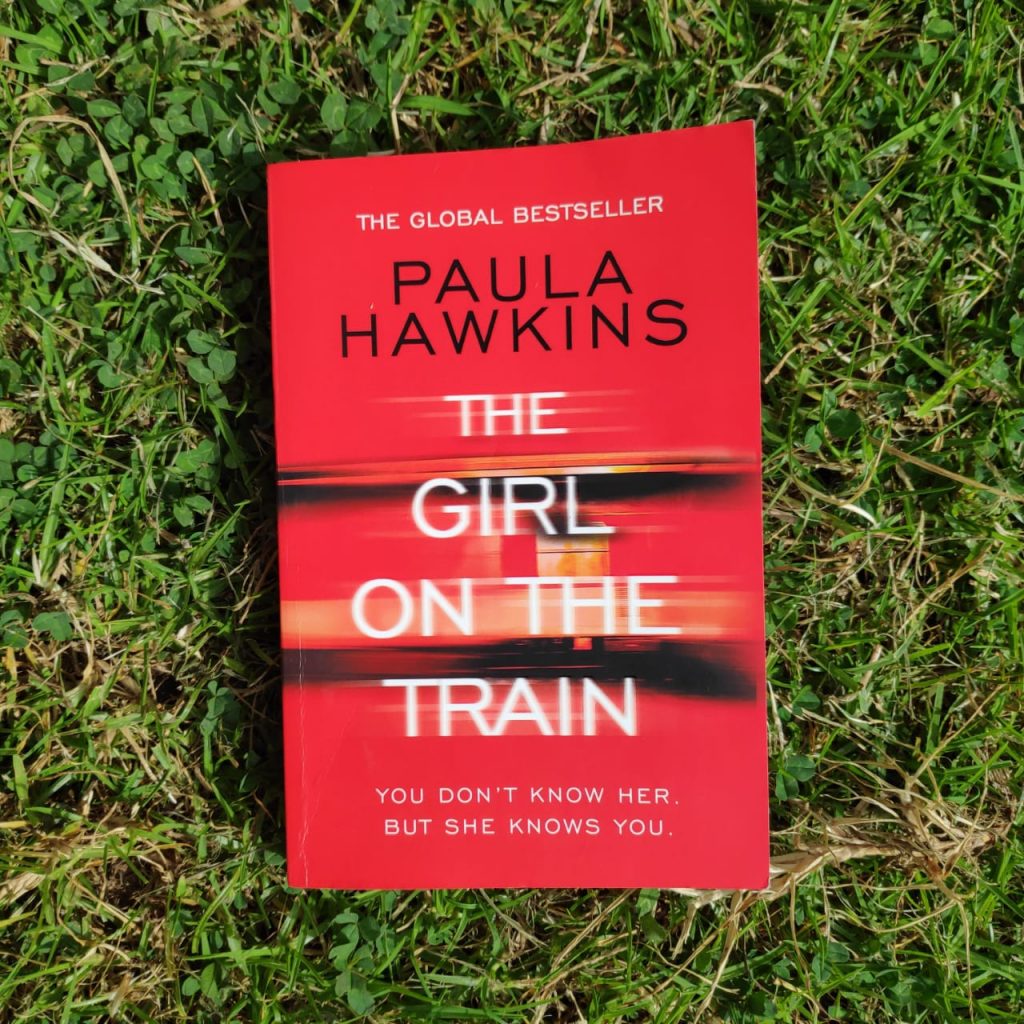 THE GLOBAL BESTSELLER
PAULA
HAWKINS
THE
GIRL
ON THE
TRAIN
YOU DON'T KNOW HER.
BUT SHE KNOWS YOU.